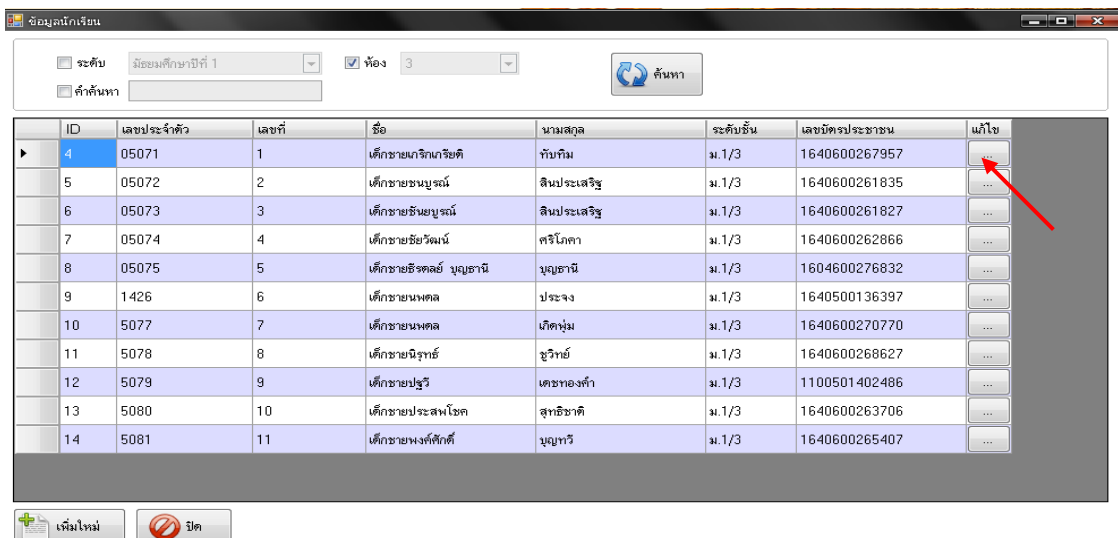 ข้อมูลนักเรียน
ระดับ มัธยมศึกษาปีที่ 1 ห้อง 3 ค้นหา
คำค้นหา
ID เลขประจำตัว เลขที่ ชื่อ นามสกุล ระดับชั้น เลขบัตรประชาชน แก้ไข
4 05071 1 เด็กชายเกริกเกรียติ ทับทิม ม.1/3 1640600267957 ...
5 05072 2 เด็กชายชนบูรณ์ สินประเสริฐ ม.1/3 1640600261835 ...
6 05073 3 เด็กชายชันยบูรณ์ สินประเสริฐ ม.1/3 1640600261827 ...
7 05074 4 เด็กชายชัยวัฒน์ ศรีโภคา ม.1/3 1640600262866 ...
8 05075 5 เด็กชายธีรดลย์ บุญธานี บุญธานี ม.1/3 1604600276832 ...
9 1426 6 เด็กชายนพดล ประจง ม.1/3 1640500136397 ...
10 5077 7 เด็กชายนพดล เกิดพุ่ม ม.1/3 1640600270770 ...
11 5078 8 เด็กชายนิรุทธ์ ชูวิทย์ ม.1/3 1640600268627 ...
12 5079 9 เด็กชายปฐวี เดชทองคำ ม.1/3 1100501402486 ...
13 5080 10 เด็กชายประสพโชค สุทธิชาติ ม.1/3 1640600263706 ...
14 5081 11 เด็กชายพงค์ศักดิ์ บุญทวี ม.1/3 1640600265407 ...
เพิ่มใหม่ ปิด